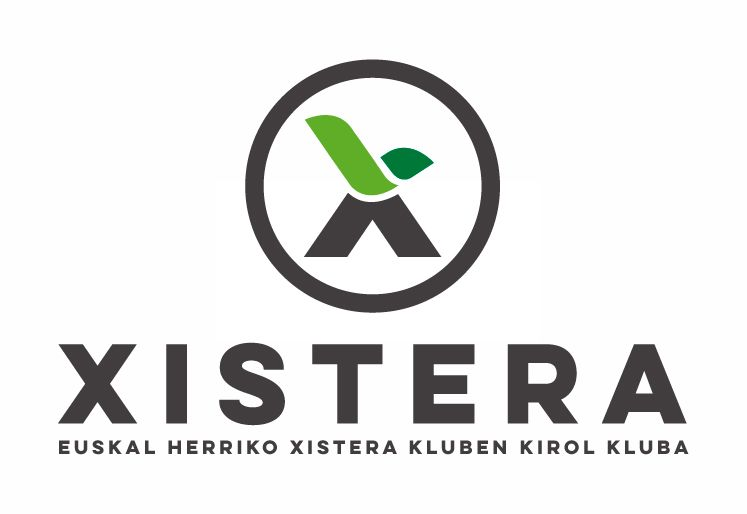 XISTERA
EUSKAL HERRIKO XISTERA KLUBEN KIROL KLUBA